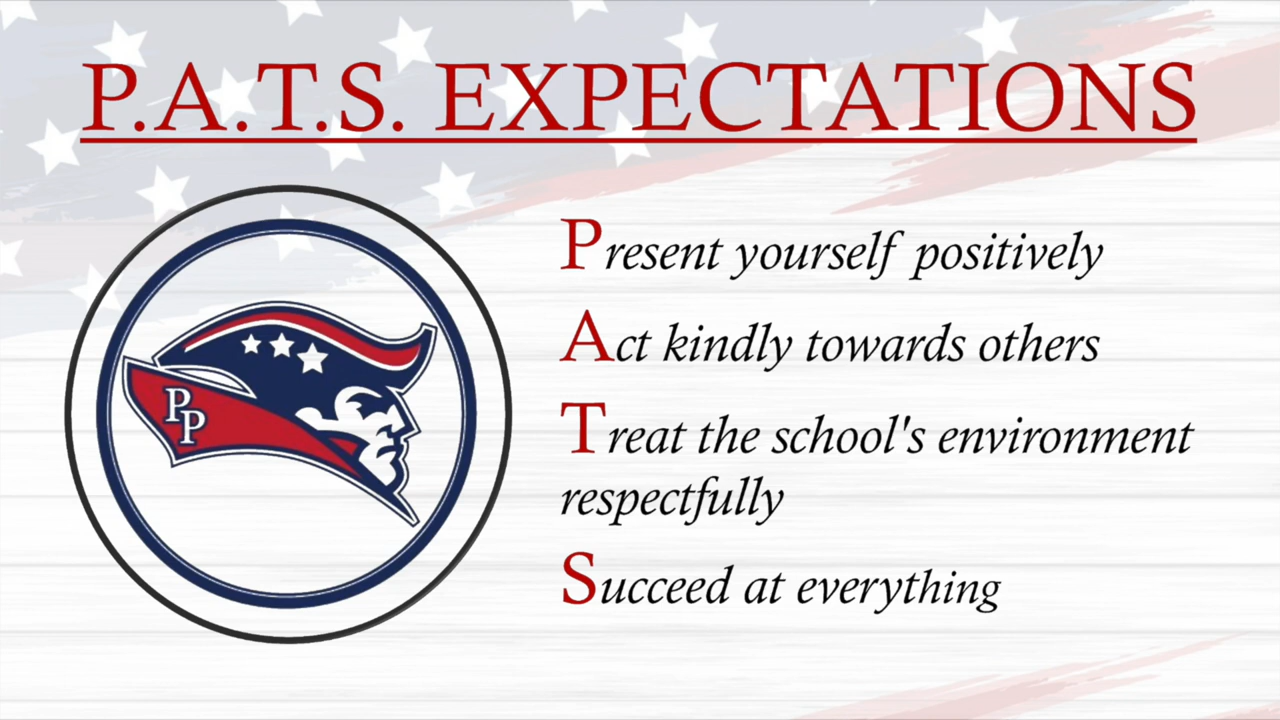 P.A.T.S. EXPECTATIONS
PP
Present yourself positively
Act kindly towards others
Treat the school's environment
respectfully
Succeed at everything